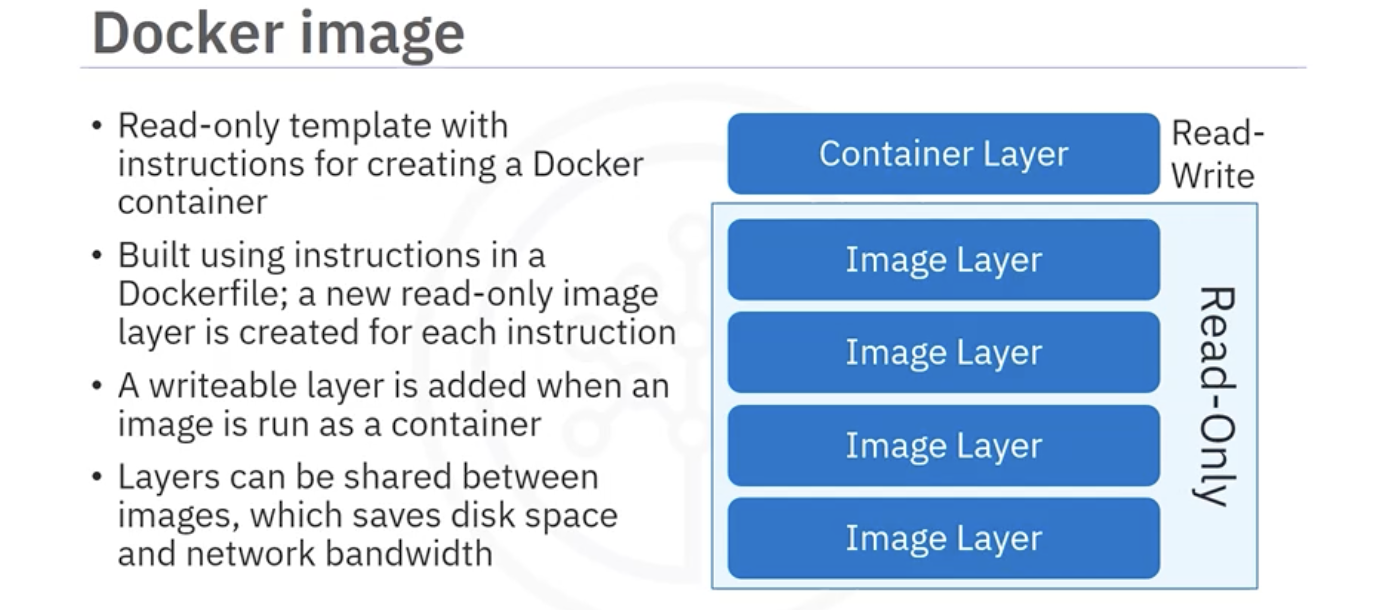 Docker image
• Read-only template with
instructions for creating a Docker
container
• Built using instructions in a
Dockerfile; a new read-only image
layer is created for each instruction
• A writeable layer is added when an
image is run as a container
• Layers can be shared between
images, which saves disk space
and network bandwidth
Container Layer
Read-
Write
Image Layer
Image Layer
Image Layer
Image Layer
Read-Only